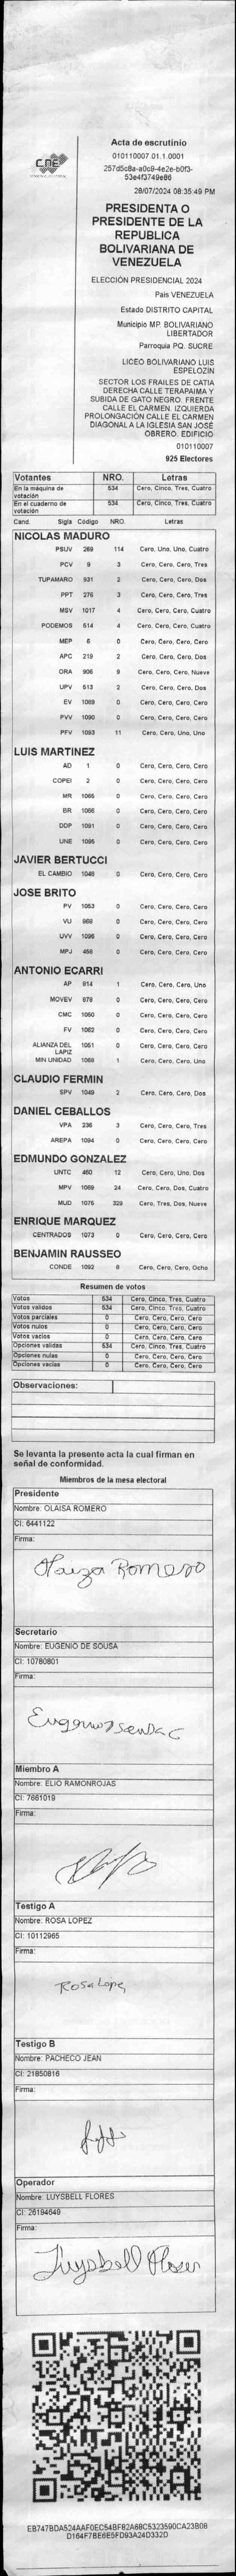 CNE
Acta de escrutinio
010110007.01.1.0001
257d5c8a-a0c9-4e2e-b0f3-
53e4f3749e86
28/07/2024 08:35:49 PM
PRESIDENTA O
PRESIDENTE DE LA
REPUBLICA
BOLIVARIANA DE
VENEZUELA
ELECCIÓN PRESIDENCIAL 2024
Pais VENEZUELA
Estado DISTRITO CAPITAL
Municipio MP. BOLIVARIANO
LIBERTADOR
Parroquia PQ. SUCRE
LICEO BOLIVARIANO LUIS
ESPELOZÍN
SECTOR LOS FRAILES DE CATIA
DERECHA CALLE TERAPAIMA Y
SUBIDA DE GATO NEGRO. FRENTE
CALLE EL CARMEN. IZQUIERDA
PROLONGACIÓN CALLE EL CARMEN
DIAGONAL A LA IGLESIA SAN JOSÉ
OBRERO. EDIFICIO
010110007
925 Electores
Votantes NRO. Letras
En la máquina de votación 534 Cero, Cinco, Tres, Cuatro
En el cuaderno de votación 534 Cero, Cinco, Tres, Cuatro
Cand. Sigla Código NRO. Letras
NICOLAS MADURO
PSUV 269 114 Cero, Uno, Uno, Cuatro
PCV 9 3 Cero, Cero, Cero, Tres
TUPAMARO 931 2 Cero, Cero, Cero, Dos
PPT 276 3 Cero, Cero, Cero, Tres
MSV 1017 4 Cero, Cero, Cero, Cuatro
PODEMOS 514 4 Cero, Cero, Cero, Cuatro
MEP 6 0 Cero, Cero, Cero, Cero
APC 219 2 Cero, Cero, Cero, Dos
ORA 906 9 Cero, Cero, Cero, Nueve
UPV 513 2 Cero, Cero, Cero, Dos
EV 1089 0 Cero, Cero, Cero, Cero
PVV 1090 0 Cero, Cero, Cero, Cero
PFV 1093 11 Cero, Cero, Uno, Uno
LUIS MARTINEZ
AD 1 0 Cero, Cero, Cero, Cero
COPEI 2 0 Cero, Cero, Cero, Cero
MR 1065 0 Cero, Cero, Cero, Cero
BR 1066 0 Cero, Cero, Cero, Cero
DDP 1091 0 Cero, Cero, Cero, Cero
UNE 1095 0 Cero, Cero, Cero, Cero
JAVIER BERTUCCI
EL CAMBIO 1048 0 Cero, Cero, Cero, Cero
JOSE BRITO
PV 1053 0 Cero, Cero, Cero, Cero
VU 869 0 Cero, Cero, Cero, Cero
UVV 1096 0 Cero, Cero, Cero, Cero
MPJ 458 0 Cero, Cero, Cero, Cero
ANTONIO ECARRI
AP 814 1 Cero, Cero, Cero, Uno
MOVEV 678 0 Cero, Cero, Cero, Cero
CMC 1050 0 Cero, Cero, Cero, Cero
FV 1082 0 Cero, Cero, Cero, Cero
ALIANZA DEL LAPIZ 1051 0 Cero, Cero, Cero, Cero
MIN UNIDAD 1068 1 Cero, Cero, Cero, Uno
CLAUDIO FERMIN
SPV 1049 2 Cero, Cero, Cero, Dos
DANIEL CEBALLOS
VPA 236 3 Cero, Cero, Cero, Tres
AREPA 1094 0 Cero, Cero, Cero, Cero
EDMUNDO GONZALEZ
UNTC 460 12 Cero, Cero, Uno, Dos
MPV 1069 24 Cero, Cero, Dos, Cuatro
MUD 1075 329 Cero, Tres, Dos, Nueve
ENRIQUE MARQUEZ
CENTRADOS 1073 0 Cero, Cero, Cero, Cero
BENJAMIN RAUSSEO
CONDE 1092 8 Cero, Cero, Cero, Ocho
Resumen de votos
Votos 534 Cero, Cinco, Tres, Cuatro
Votos validos 534 Cero, Cinco, Tres, Cuatro
Votos parciales 0 Cero, Cero, Cero, Cero
Votos nulos 0 Cero, Cero, Cero, Cero
Votos vacíos 0 Cero, Cero, Cero, Cero
Opciones validas 534 Cero, Cinco, Tres, Cuatro
Opciones nulas 0 Cero, Cero, Cero, Cero
Opciones vacias 0 Cero, Cero, Cero, Cero
Observaciones:
Se levanta la presente acta la cual firman en
señal de conformidad.
Miembros de la mesa electoral
Presidente
Nombre: OLAISA ROMERO
CI: 6441122
Firma:
Olaiza Romero
Secretario
Nombre: EUGENIO DE SOUSA
CI: 10780801
Firma:
Miembro A
Nombre: ELIO RAMONROJAS
CI: 7661019
Firma:
Testigo A
Nombre: ROSA LOPEZ
CI: 10112965
Firma:
Rosa Lope
Testigo B
Nombre: PACHECO JEAN
CI: 21850816
Firma:
Operador
Nombre: LUYSBELL FLORES
CI: 26194649
Firma:
Luysbell Flores
EB747BDA524AAF0EC54BF82A68C5323590CA23B08
D164F7BE6E5FD93A24D332D